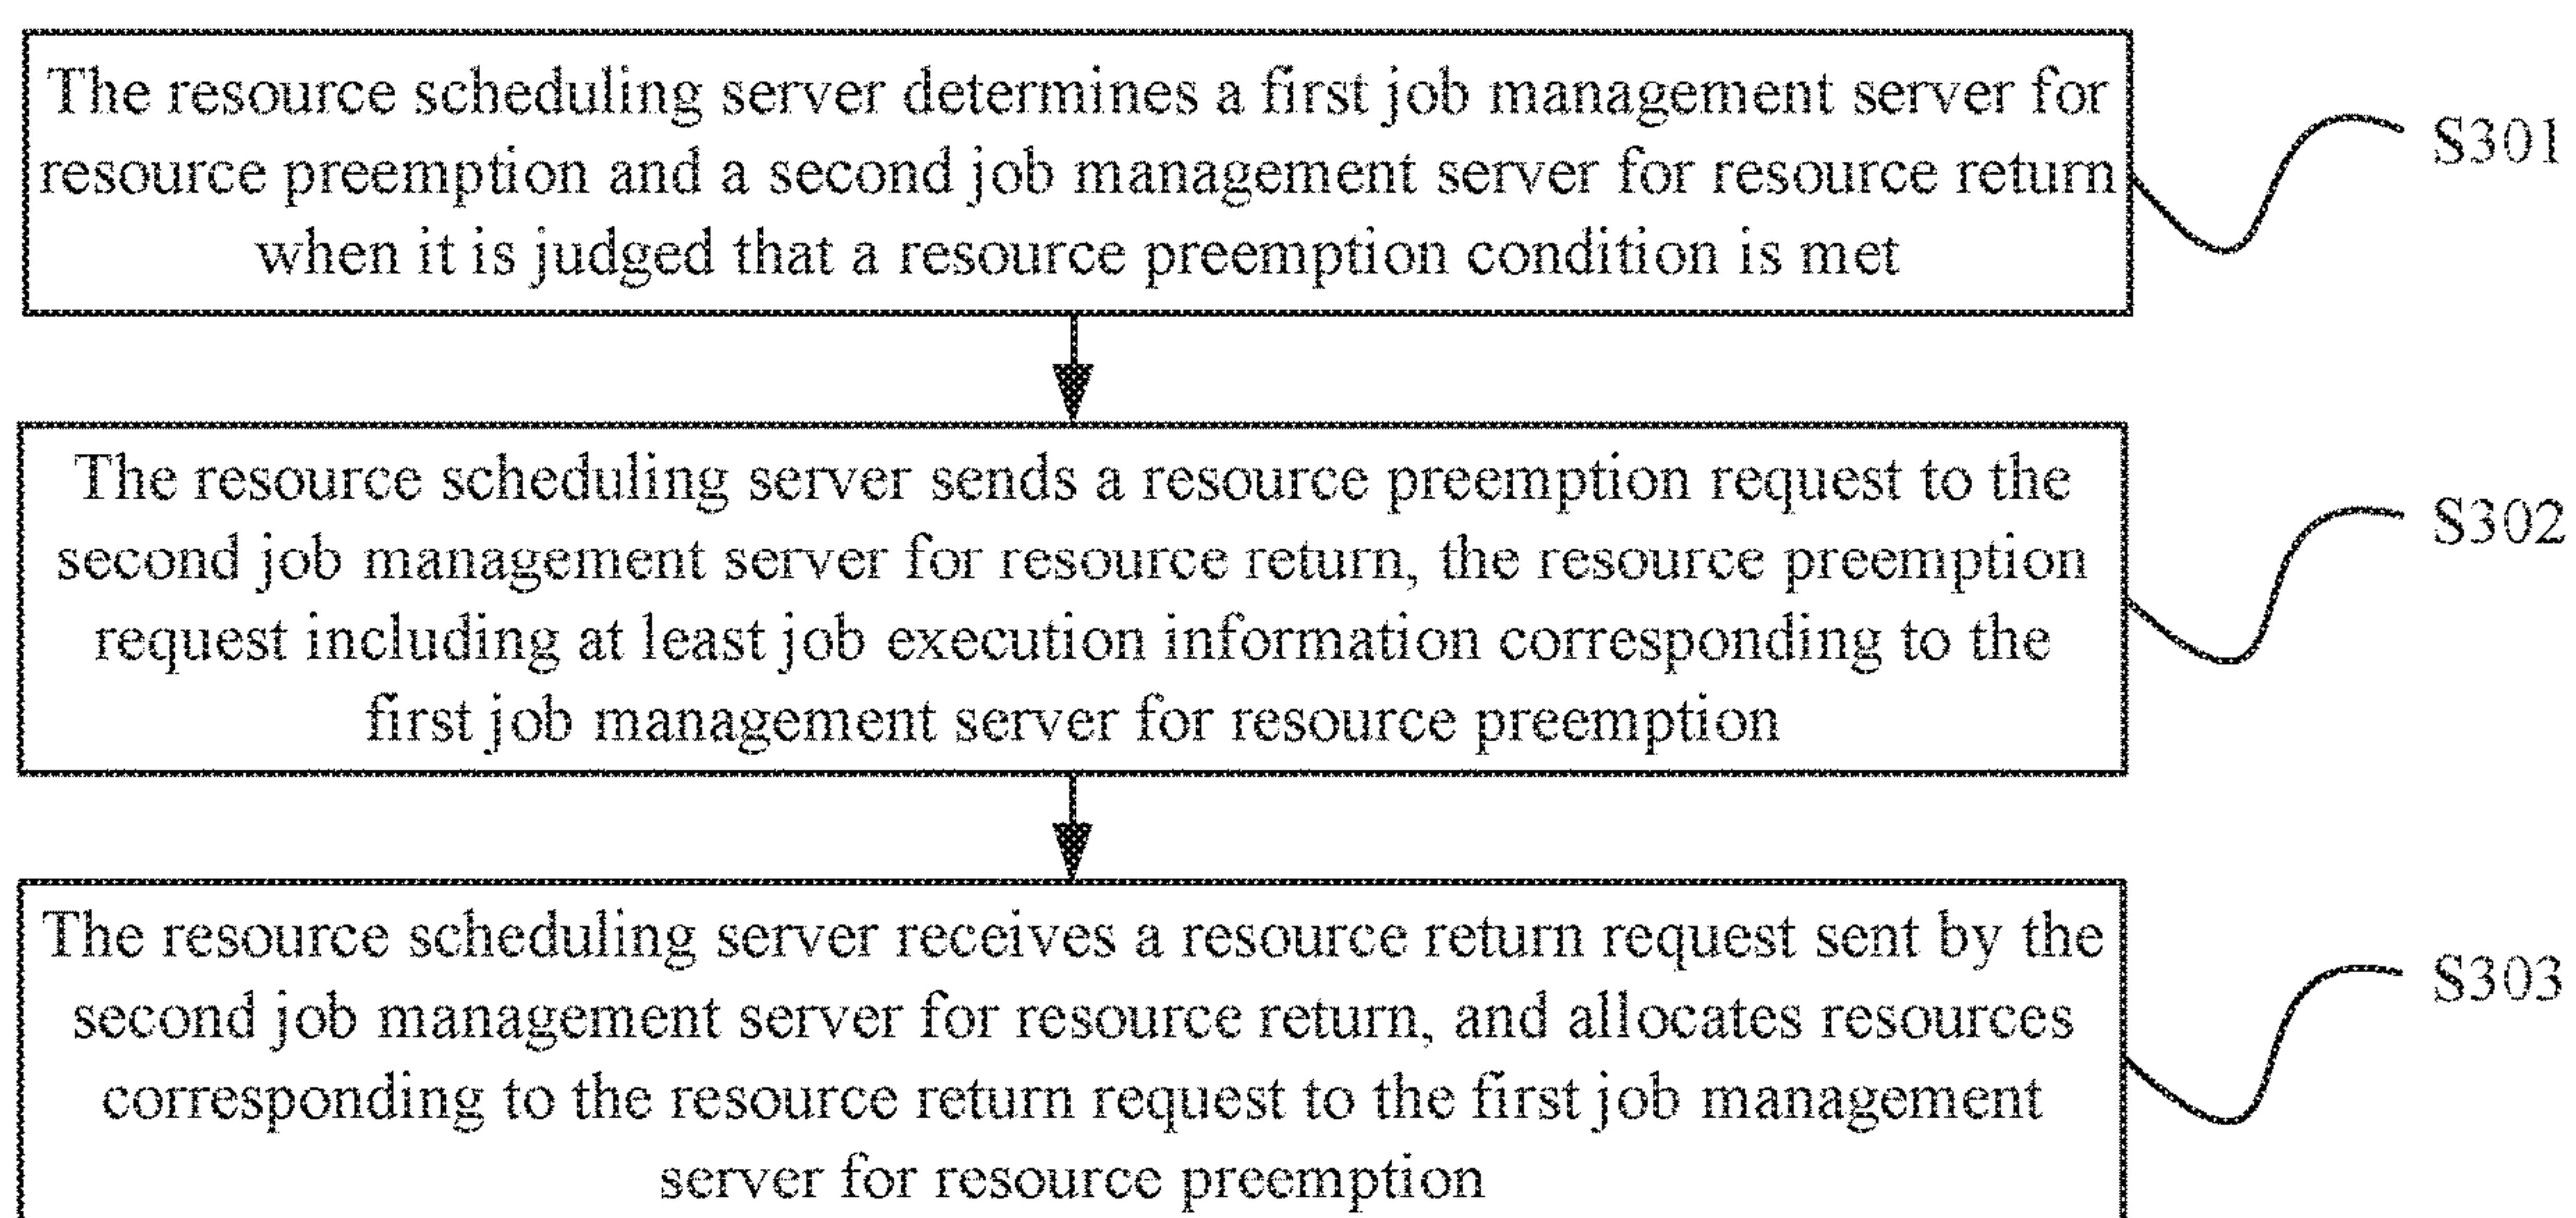 The resource scheduling server determines a first job management server for
resource preemption and a second job management server for resource return
when it is judged that a resource preemption condition is met
S301
The resource scheduling server sends a resource preemption request to the
second job management server for resource return, the resource preemption
request including at least job execution information corresponding to the
first job management server for resource preemption
S302
The resource scheduling server receives a resource return request sent by the
second job management server for resource return, and allocates resources
corresponding to the resource return request to the first job management
server for resource preemption
S303